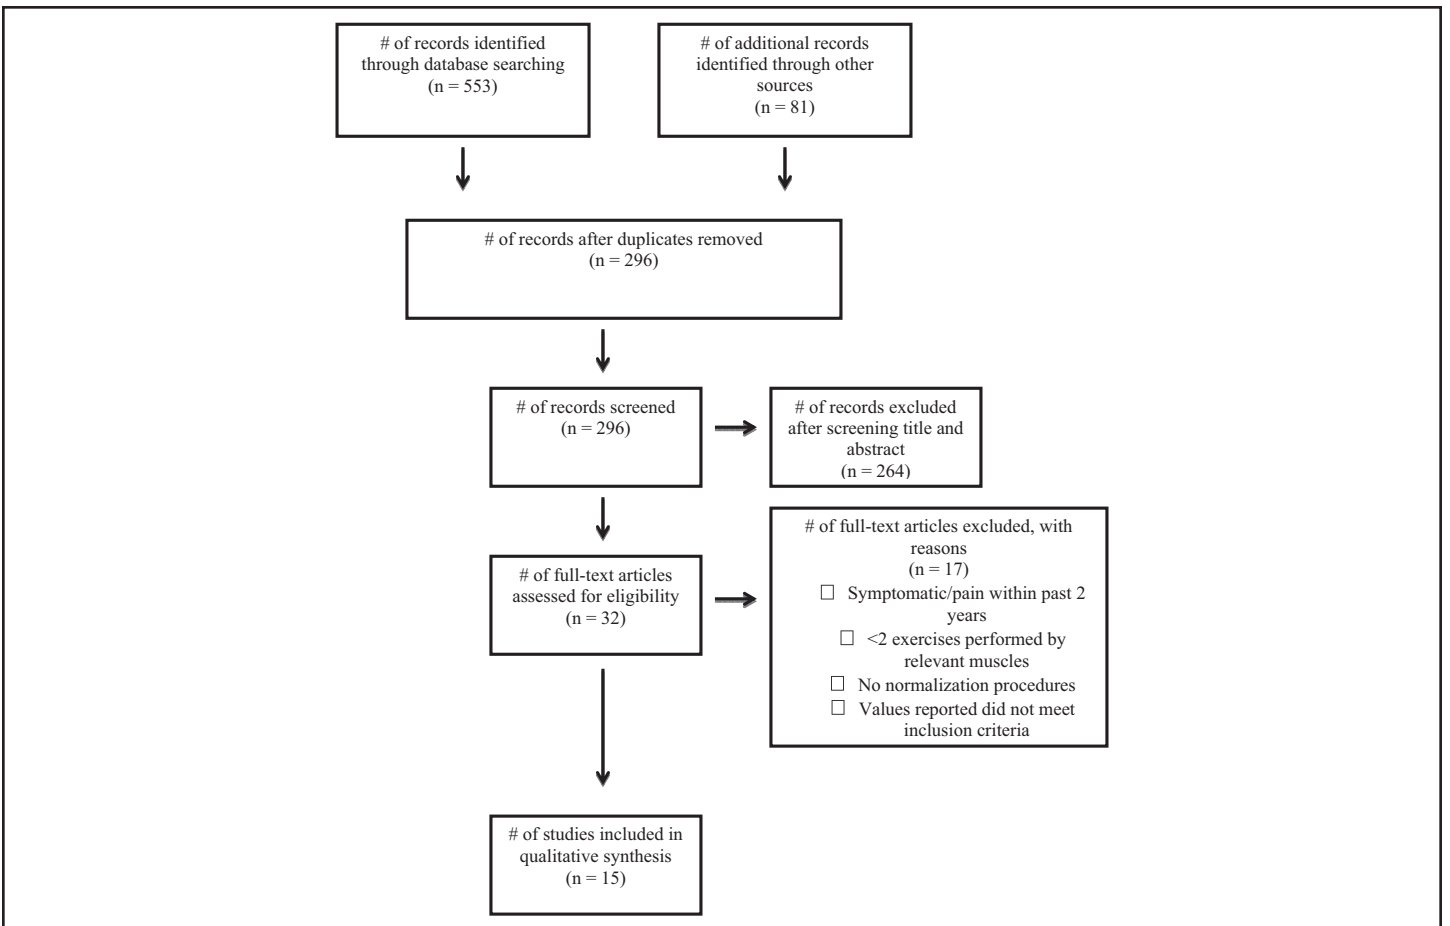 # of records identified
through database searching
(n = 553)
# of additional records
identified through other
sources
(n = 81)
# of records after duplicates removed
(n = 296)
# of records screened
(n = 296)
# of records excluded
after screening title and
abstract
(n = 264)
# of full-text articles
assessed for eligibility
(n = 32)
# of full-text articles excluded, with
reasons
(n = 17)
□ Symptomatic/pain within past 2
years
□ <2 exercises performed by
relevant muscles
□ No normalization procedures
□ Values reported did not meet
inclusion criteria
# of studies included in
qualitative synthesis
(n = 15)